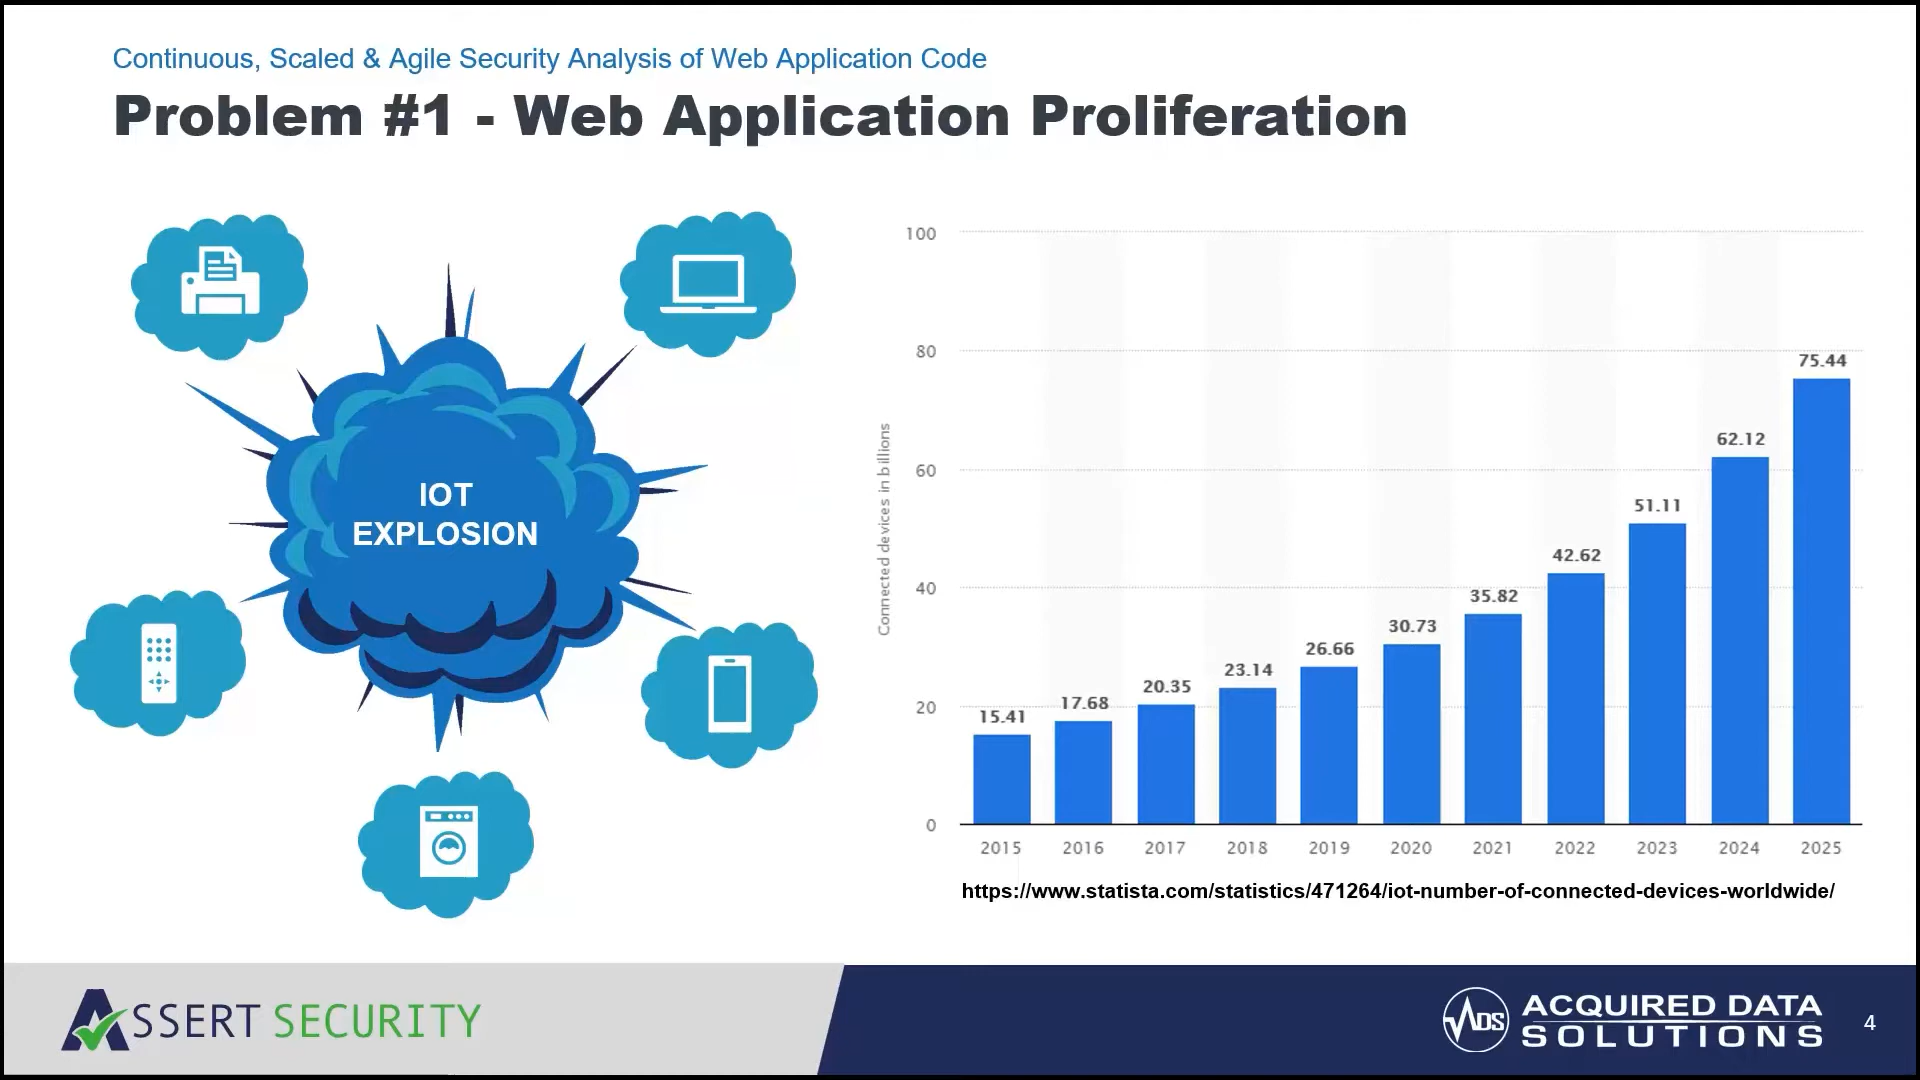 Continuous, Scaled & Agile Security Analysis of Web Application Code
Problem #1 - Web Application Proliferation
IOT
EXPLOSION
Connected devices in billions
100
80
60
40
20
0
15.41
17.68
20.35
23.14
26.66
30.73
35.82
42.62
51.11
62.12
75.44
2015 2016 2017 2018 2019 2020 2021 2022 2023 2024 2025
https://www.statista.com/statistics/471264/iot-number-of-connected-devices-worldwide/
ASSERT SECURITY
ADS
ACQUIRED DATA
SOLUTIONS
4